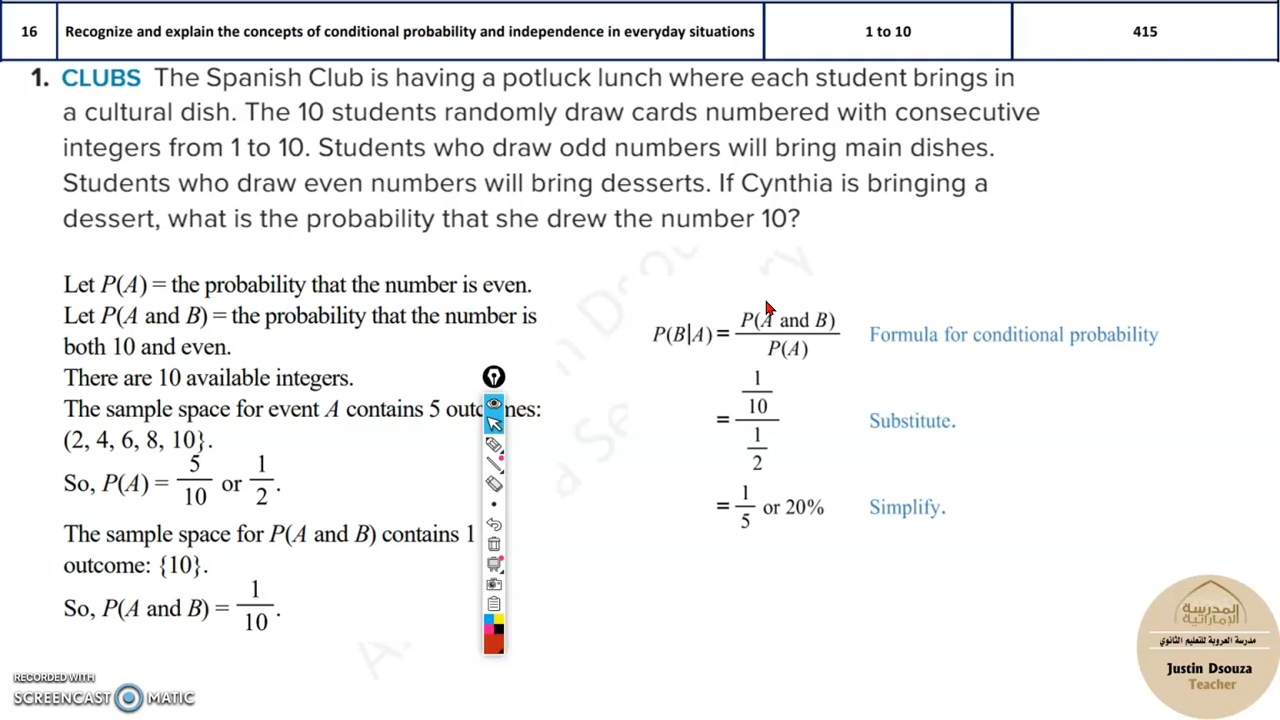 16 Recognize and explain the concepts of conditional probability and independence in everyday situations 1 to 10 415
1. CLUBS The Spanish Club is having a potluck lunch where each student brings in
a cultural dish. The 10 students randomly draw cards numbered with consecutive
integers from 1 to 10. Students who draw odd numbers will bring main dishes.
Students who draw even numbers will bring desserts. If Cynthia is bringing a
dessert, what is the probability that she drew the number 10?
Let P(A) = the probability that the number is even.
Let P(A and B) = the probability that the number is
both 10 and even.
There are 10 available integers.
The sample space for event A contains 5 outcomes:
(2, 4, 6, 8, 10}.
So, P(A) = 5/10 or 1/2.
The sample space for P(A and B) contains 1
outcome: {10}.
So, P(A and B) = 1/10.
P(B|A) = P(A and B)/P(A) Formula for conditional probability
= 1/10 / 1/2 Substitute.
= 1/5 or 20% Simplify.
المدرسة
الإماراتية
مدرسة العروبة للتعليم الثانوي
Justin Dsouza
Teacher
RECORDED WITH
SCREENCAST MATIC